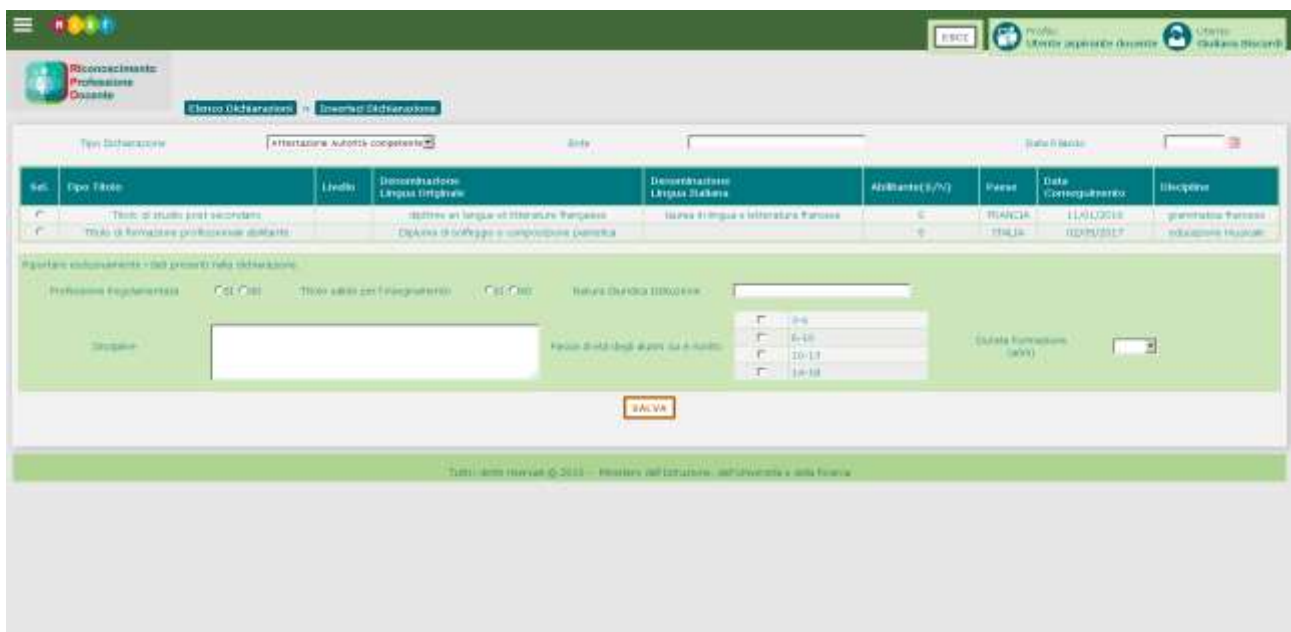 M I U R
ESCI
Profilo:
Utente aspirante docente
Utente:
Giuliana Biscardi
Riconoscimento
Professione
Docente
Elenco Dichiarazioni » Inserisci Dichiarazione
Tipo Dichiarazione Attestazione Autorità competente Ente Data Rilascio
Sel. Tipo Titolo Livello Denominazione Lingua Originale Denominazione Lingua Italiana Abilitante(S/N) Paese Data Conseguimento Discipline
Titolo di studio post secondario diplôme en langue et littérature française laurea in lingua e letteratura francese S FRANCIA 11/01/2010 grammatica francese
Titolo di formazione professionale abilitante Diploma di solfeggio e composizione pianistica S ITALIA 02/05/2017 educazione musicale
Riportare esclusivamente i dati presenti nella dichiarazione
Professione Regolamentata SI NO Titolo valido per l'insegnamento SI NO Natura Giuridica Istituzione
Discipline Fasce di età degli alunni cui è rivolto
3-6
6-10
10-13
14-18
Durata Formazione
(anni)
SALVA
Tutti i diritti riservati © 2010 - Ministero dell'Istruzione, dell'Università e della Ricerca